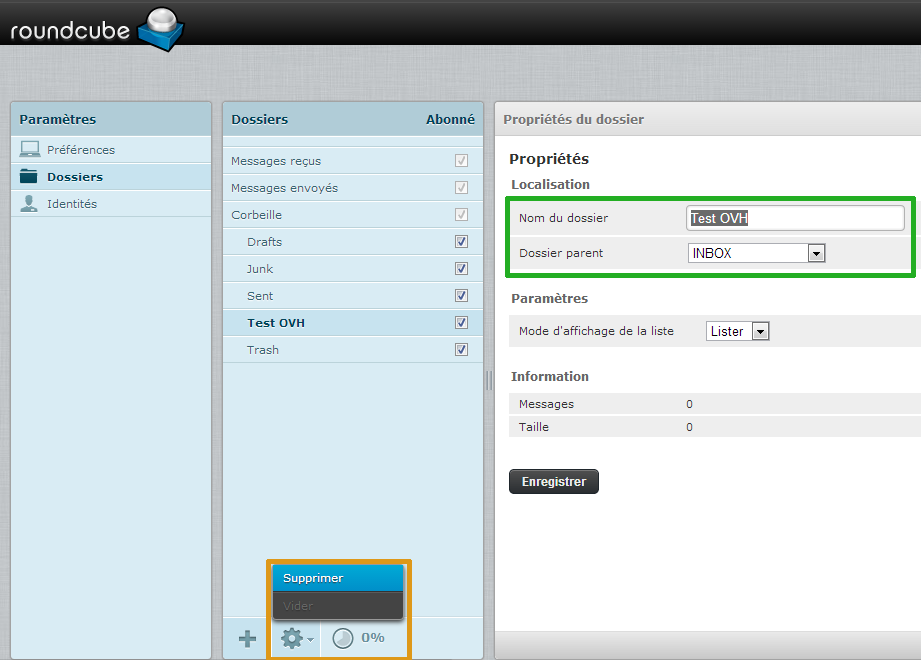 roundcube
Paramètres
Préférences
Dossiers
Identités
Dossiers Abonné
Messages reçus
Messages envoyés
Corbeille
Drafts
Junk
Sent
Test OVH
Trash
Supprimer
Vider
0%
Propriétés du dossier
Propriétés
Localisation
Nom du dossier Test OVH
Dossier parent INBOX
Paramètres
Mode d'affichage de la liste Lister
Information
Messages 0
Taille 0
Enregistrer